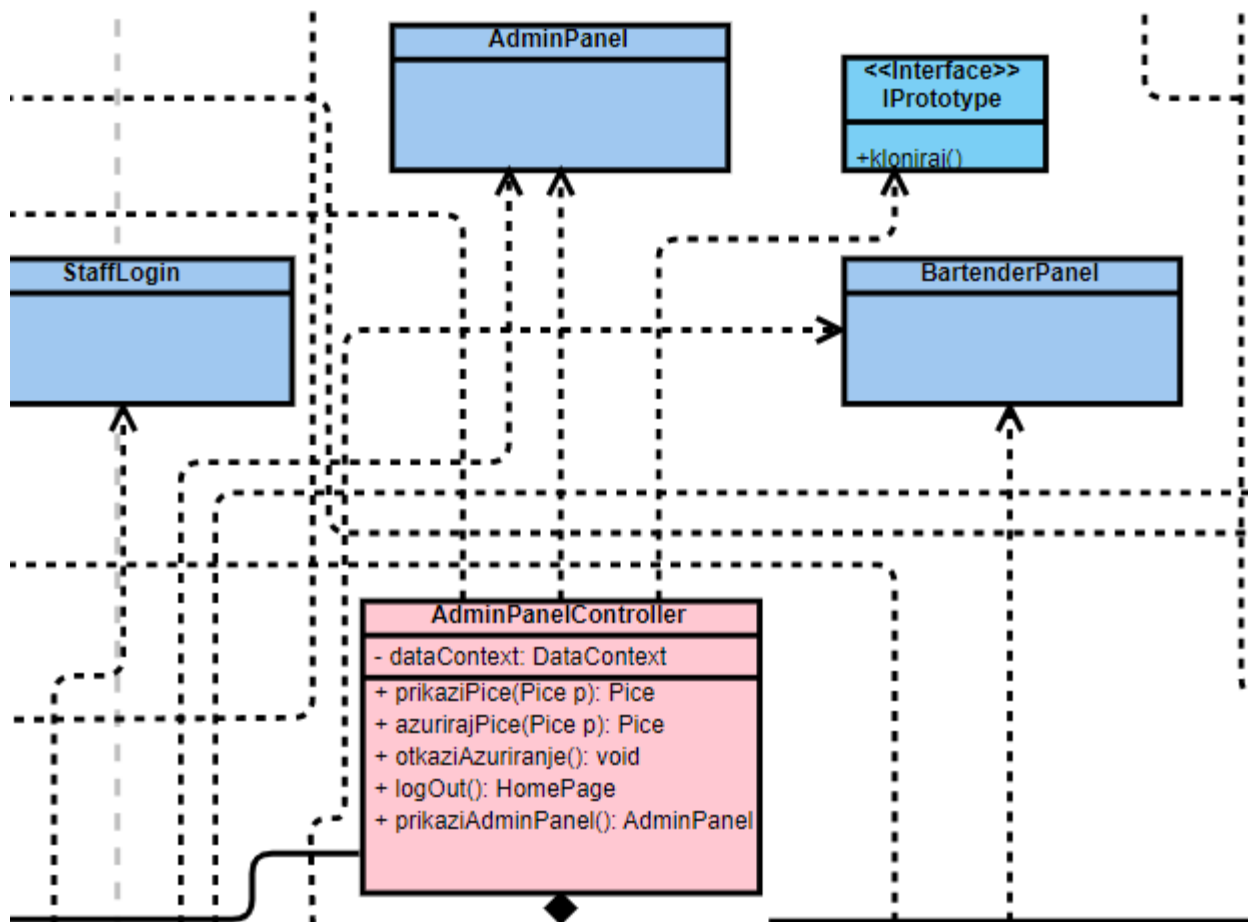 AdminPanel
<<Interface>>
IPrototype
+kloniraj()
StaffLogin
BartenderPanel
AdminPanelController
- dataContext: DataContext
+ prikaziPice(Pice p): Pice
+ azurirajPice(Pice p): Pice
+ otkaziAzuriranje(): void
+ logOut(): HomePage
+ prikaziAdminPanel(): AdminPanel